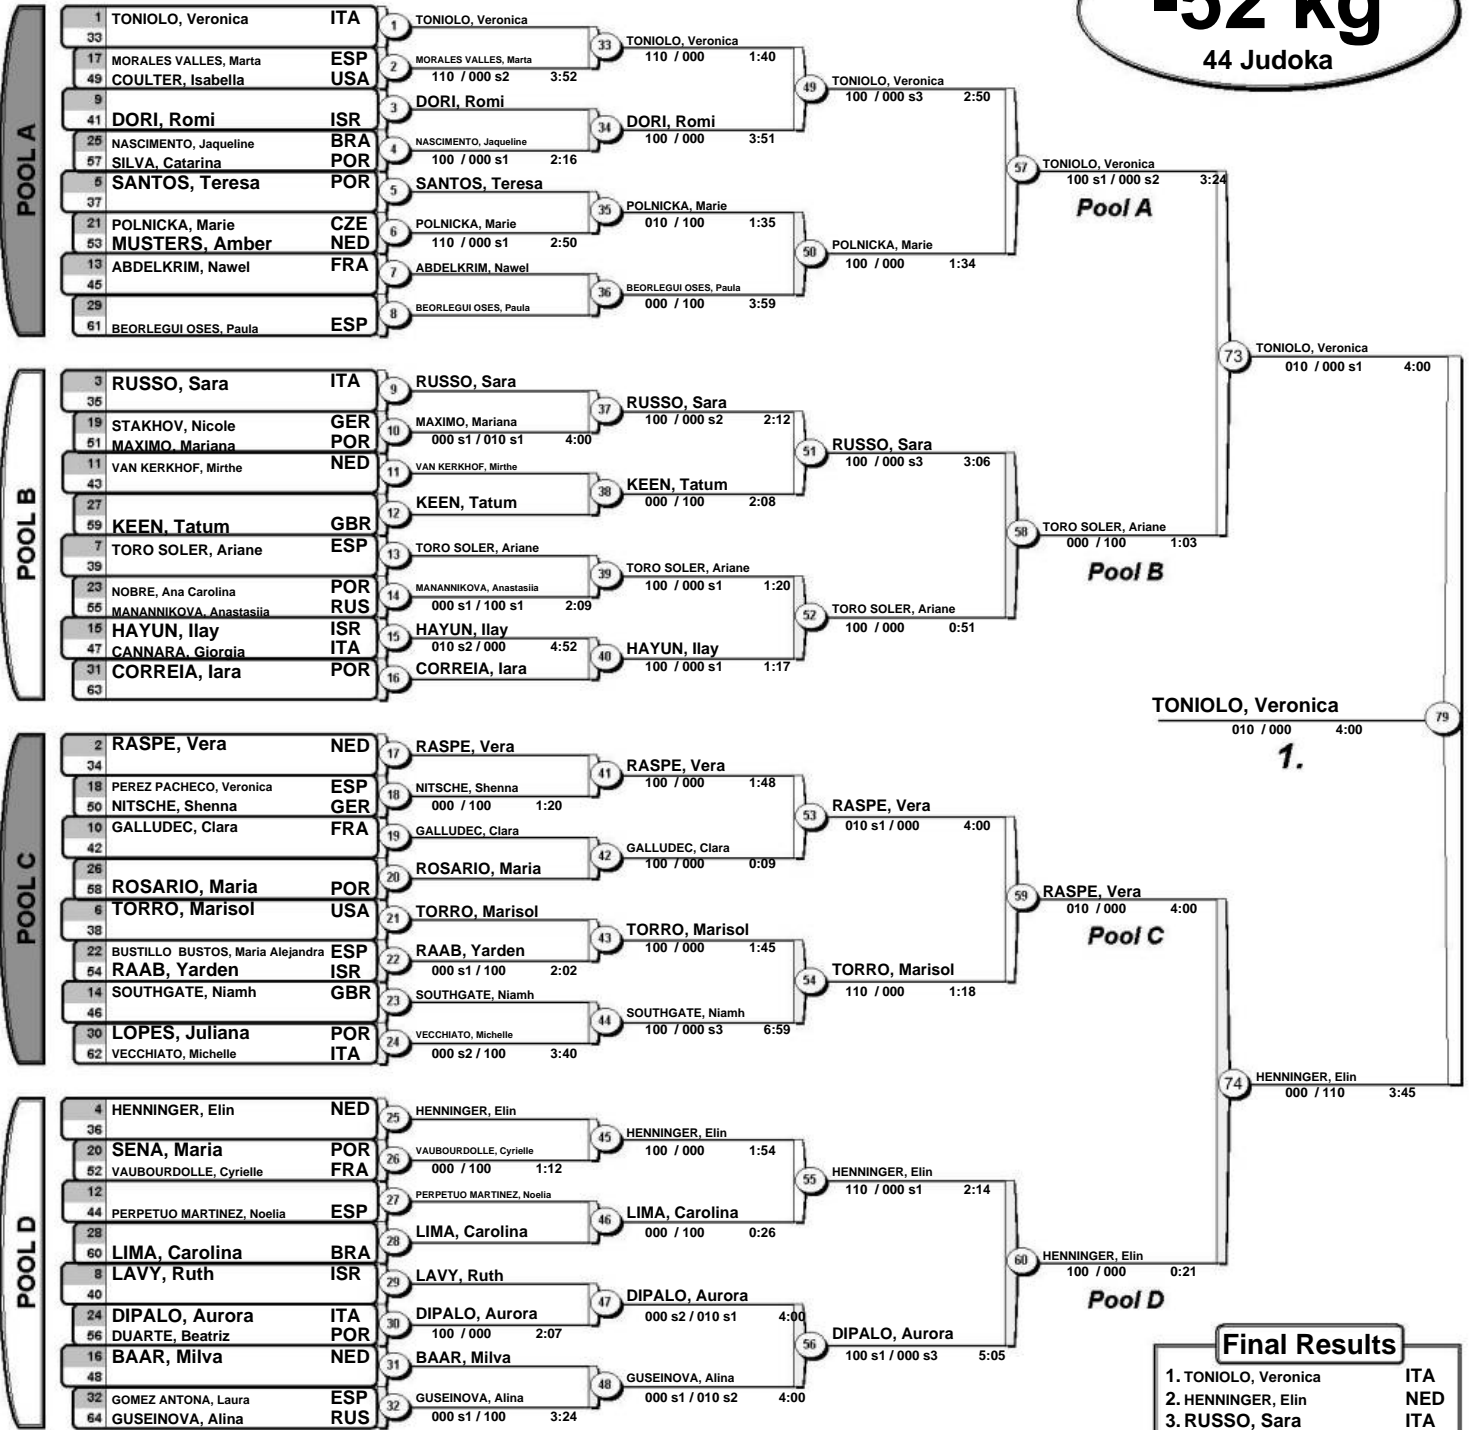 -52 kg
44 Judoka
POOL A
1 TONIOLO, Veronica ITA
33
17 MORALES VALLES, Marta ESP
49 COULTER, Isabella USA
9
41 DORI, Romi ISR
25 NASCIMENTO, Jaqueline BRA
57 SILVA, Catarina POR
5 SANTOS, Teresa POR
37
21 POLNICKA, Marie CZE
53 MUSTERS, Amber NED
13 ABDELKRIM, Nawel FRA
45
29
61 BEORLEGUI OSES, Paula ESP
1 TONIOLO, Veronica
2 MORALES VALLES, Marta
110 / 000 s2 3:52
3 DORI, Romi
4 NASCIMENTO, Jaqueline
100 / 000 s1 2:16
5 SANTOS, Teresa
6 POLNICKA, Marie
110 / 000 s1 2:50
7 ABDELKRIM, Nawel
8 BEORLEGUI OSES, Paula
33 TONIOLO, Veronica
110 / 000 1:40
34 DORI, Romi
100 / 000 3:51
35 POLNICKA, Marie
010 / 100 1:35
36 BEORLEGUI OSES, Paula
000 / 100 3:59
49 TONIOLO, Veronica
100 / 000 s3 2:50
50 POLNICKA, Marie
100 / 000 1:34
57 TONIOLO, Veronica
100 s1 / 000 s2 3:24
Pool A
POOL B
3 RUSSO, Sara ITA
35
19 STAKHOV, Nicole GER
51 MAXIMO, Mariana POR
11 VAN KERKHOF, Mirthe NED
43
27
59 KEEN, Tatum GBR
7 TORO SOLER, Ariane ESP
39
23 NOBRE, Ana Carolina POR
55 MANANNIKOVA, Anastasiia RUS
15 HAYUN, Ilay ISR
47 CANNARA, Giorgia ITA
31 CORREIA, Iara POR
63
9 RUSSO, Sara
10 MAXIMO, Mariana
000 s1 / 010 s1 4:00
11 VAN KERKHOF, Mirthe
12 KEEN, Tatum
13 TORO SOLER, Ariane
14 MANANNIKOVA, Anastasiia
000 s1 / 100 s1 2:09
15 HAYUN, Ilay
010 s2 / 000 4:52
16 CORREIA, Iara
37 RUSSO, Sara
100 / 000 s2 2:12
38 KEEN, Tatum
000 / 100 2:08
39 TORO SOLER, Ariane
100 / 000 s1 1:20
40 HAYUN, Ilay
100 / 000 s1 1:17
51 RUSSO, Sara
100 / 000 s3 3:06
52 TORO SOLER, Ariane
100 / 000 0:51
58 TORO SOLER, Ariane
000 / 100 1:03
Pool B
73 TONIOLO, Veronica
010 / 000 s1 4:00
TONIOLO, Veronica 79
010 / 000 4:00
1.
POOL C
2 RASPE, Vera NED
34
18 PEREZ PACHECO, Veronica ESP
50 NITSCHE, Shenna GER
10 GALLUDEC, Clara FRA
42
26
58 ROSARIO, Maria POR
6 TORRO, Marisol USA
38
22 BUSTILLO BUSTOS, Maria Alejandra ESP
54 RAAB, Yarden ISR
14 SOUTHGATE, Niamh GBR
46
30 LOPES, Juliana POR
62 VECCHIATO, Michelle ITA
17 RASPE, Vera
18 NITSCHE, Shenna
000 / 100 1:20
19 GALLUDEC, Clara
20 ROSARIO, Maria
21 TORRO, Marisol
22 RAAB, Yarden
000 s1 / 100 2:02
23 SOUTHGATE, Niamh
24 VECCHIATO, Michelle
000 s2 / 100 3:40
41 RASPE, Vera
100 / 000 1:48
42 GALLUDEC, Clara
100 / 000 0:09
43 TORRO, Marisol
100 / 000 1:45
44 SOUTHGATE, Niamh
100 / 000 s3 6:59
53 RASPE, Vera
010 s1 / 000 4:00
54 TORRO, Marisol
110 / 000 1:18
59 RASPE, Vera
010 / 000 4:00
Pool C
POOL D
4 HENNINGER, Elin NED
36
20 SENA, Maria POR
52 VAUBOURDOLLE, Cyrielle FRA
12
44 PERPETUO MARTINEZ, Noelia ESP
28
60 LIMA, Carolina BRA
8 LAVY, Ruth ISR
40
24 DIPALO, Aurora ITA
56 DUARTE, Beatriz POR
16 BAAR, Milva NED
48
32 GOMEZ ANTONA, Laura ESP
64 GUSEINOVA, Alina RUS
25 HENNINGER, Elin
26 VAUBOURDOLLE, Cyrielle
000 / 100 1:12
27 PERPETUO MARTINEZ, Noelia
28 LIMA, Carolina
29 LAVY, Ruth
30 DIPALO, Aurora
100 / 000 2:07
31 BAAR, Milva
32 GUSEINOVA, Alina
000 s1 / 100 3:24
45 HENNINGER, Elin
100 / 000 1:54
46 LIMA, Carolina
000 / 100 0:26
47 DIPALO, Aurora
000 s2 / 010 s1 4:00
48 GUSEINOVA, Alina
000 s1 / 010 s2 4:00
55 HENNINGER, Elin
110 / 000 s1 2:14
56 DIPALO, Aurora
100 s1 / 000 s3 5:05
60 HENNINGER, Elin
100 / 000 0:21
Pool D
74 HENNINGER, Elin
000 / 110 3:45
Final Results
1. TONIOLO, Veronica ITA
2. HENNINGER, Elin NED
3. RUSSO, Sara ITA